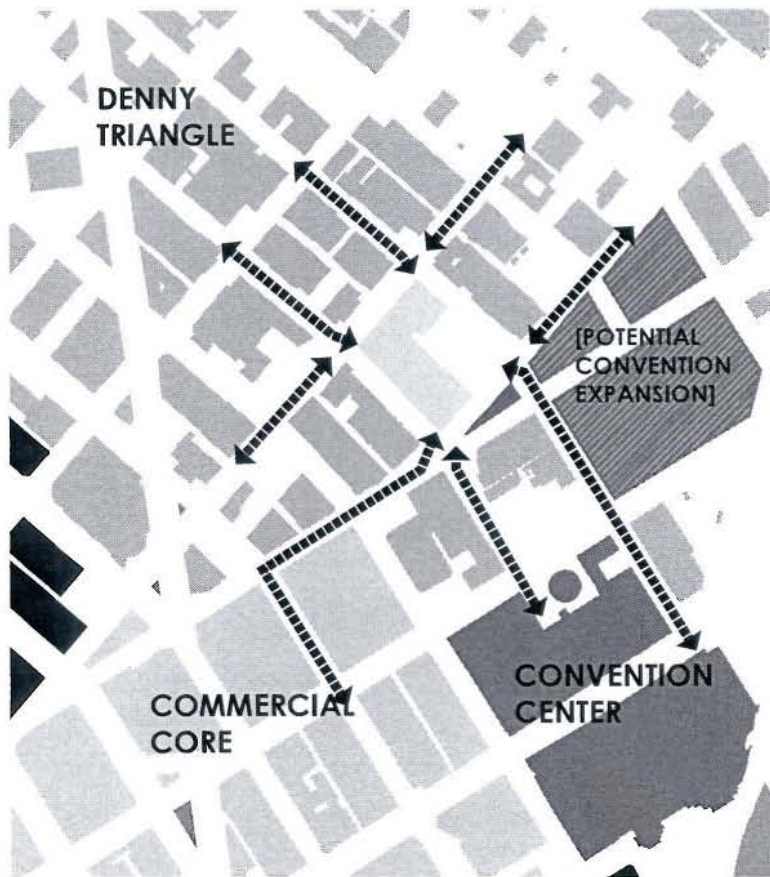 DENNY
TRIANGLE
[POTENTIAL
CONVENTION
EXPANSION]
COMMERCIAL
CORE
CONVENTION
CENTER